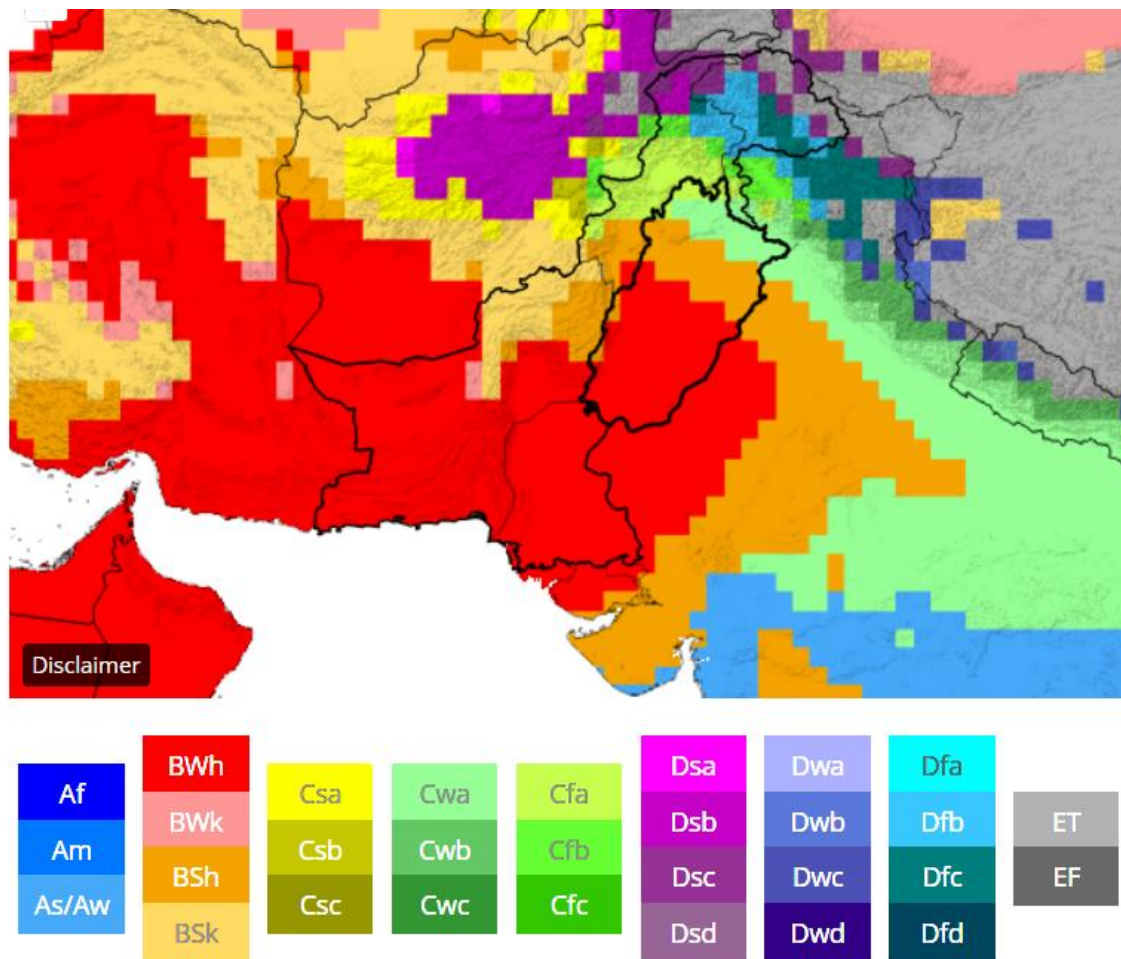 Disclaimer
Af
Am
As/Aw
BWh
BWk
BSh
BSk
Csa
Csb
Csc
Cwa
Cwb
Cwc
Cfa
Cfb
Cfc
Dsa
Dsb
Dsc
Dsd
Dwa
Dwb
Dwc
Dwd
Dfa
Dfb
Dfc
Dfd
ET
EF